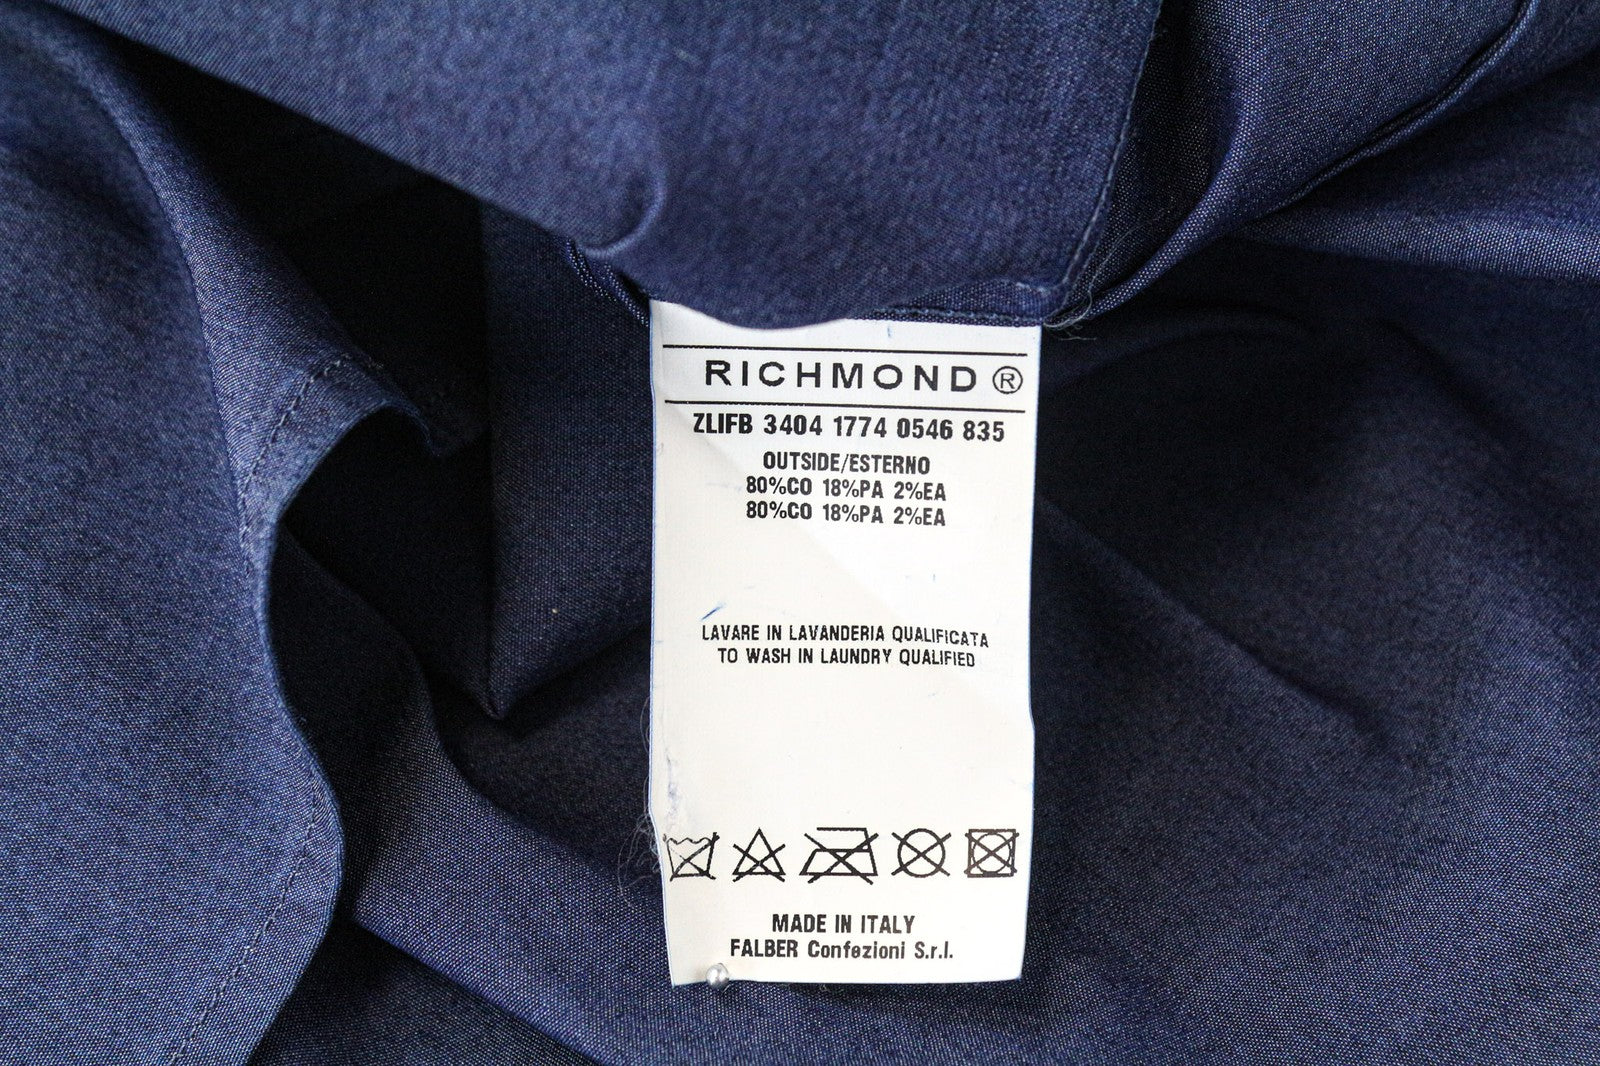 RICHMOND ®
ZLIFB 3404 1774 0546 835
OUTSIDE/ESTERNO
80%CO 18%PA 2%EA
80%CO 18%PA 2%EA
LAVARE IN LAVANDERIA QUALIFICATA
TO WASH IN LAUNDRY QUALIFIED
MADE IN ITALY
FALBER Confezioni S.r.l.